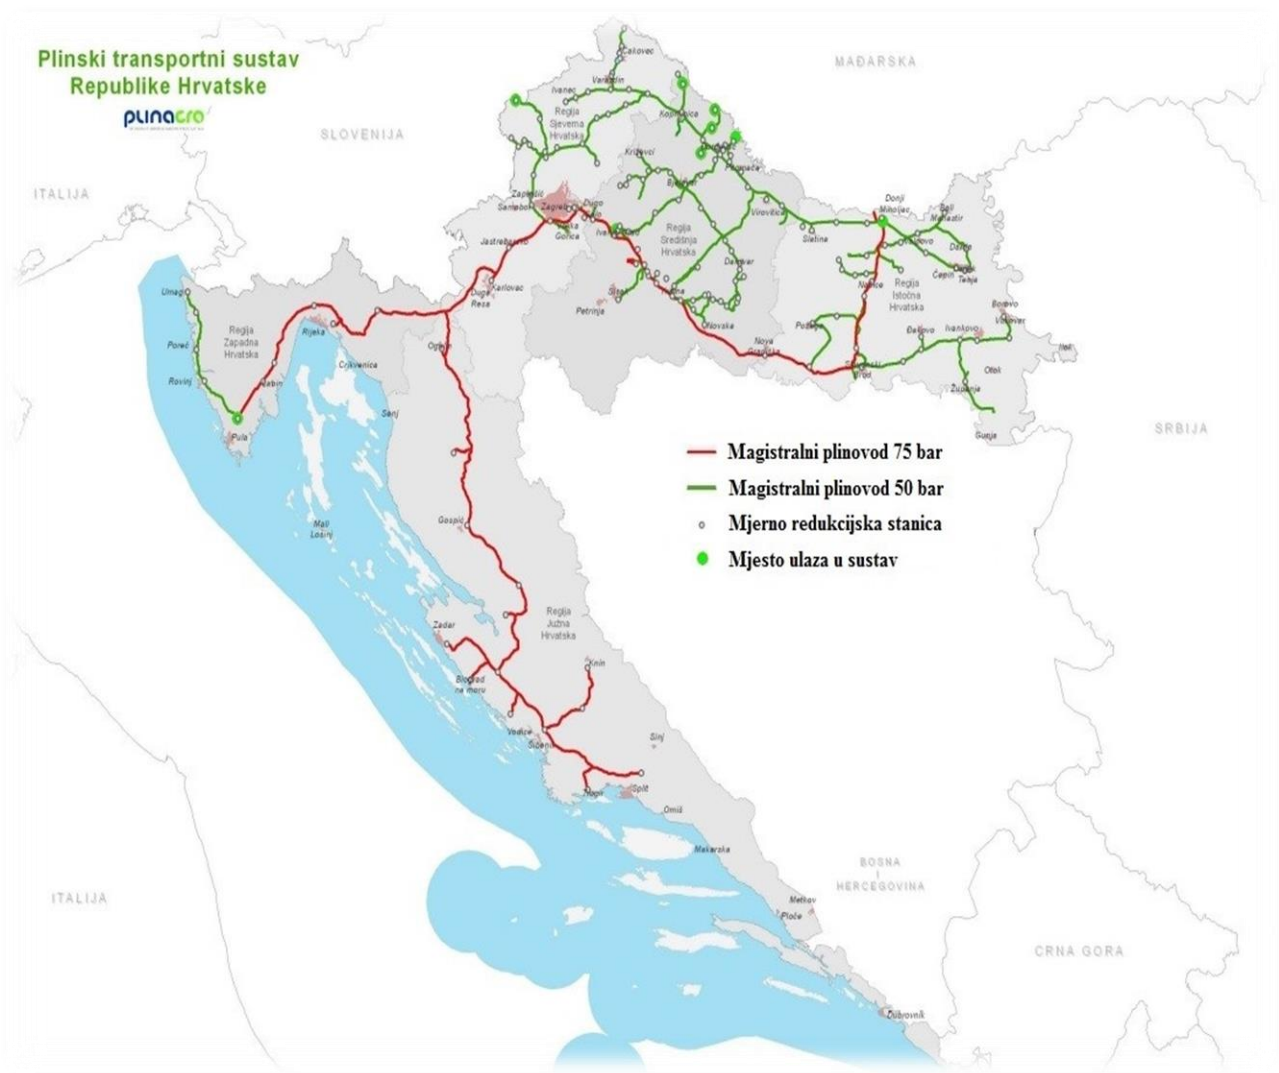 Plinski transportni sustav
Republike Hrvatske
PLINACRO
MAĐARSKA
SLOVENIJA
ITALIJA
Čakovec
Varaždin
Ivanec
Regija
Sjeverna
Hrvatska
Koprivnica
Križevci
Bjelovar
Zaprešić
Samobor
Zagreb
Dugo
Gorica
Jastrebarsko
Regija
Središnja
Hrvatska
Virovitica
Daruvar
Donji
Miholjac
Slatina
Beli
Manastir
Valpovo
Darda
Čepin
Tenja
Našice
Regija
Istočna
Hrvatska
Borovo
Vukovar
Požega
Đakovo
Ivankovo
Ilok
Otok
Županja
Gunja
Slavonski
Brod
Nova
Gradiška
Novska
Sisak
Petrinja
Karlovac
Duga
Resa
Ogulin
Umag
Poreč
Rovinj
Regija
Zapadna
Hrvatska
Rijeka
Crikvenica
Labin
Pula
Senj
Mali
Lošinj
Gospić
Zadar
Regija
Južna
Hrvatska
Knin
Biograd
na moru
Vodice
Šibenik
Sinj
Trogir
Split
Omiš
Makarska
Metković
Ploče
Dubrovnik
Magistralni plinovod 75 bar
Magistralni plinovod 50 bar
Mjerno redukcijska stanica
Mjesto ulaza u sustav
SRBIJA
BOSNA
I
HERCEGOVINA
CRNA GORA
ITALIJA